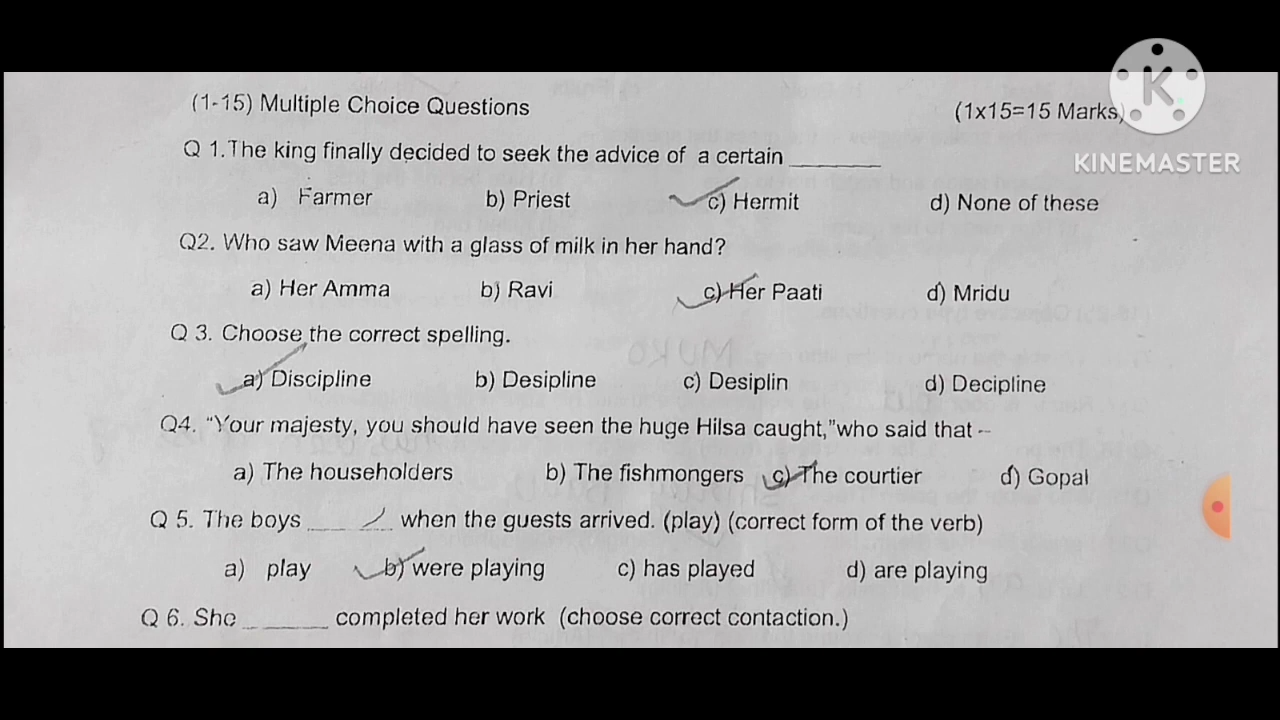 KINEMASTER
(1-15) Multiple Choice Questions (1x15=15 Marks)
Q 1.The king finally decided to seek the advice of a certain ________
a) Farmer b) Priest c) Hermit d) None of these
Q2. Who saw Meena with a glass of milk in her hand?
a) Her Amma b) Ravi c) Her Paati d) Mridu
Q 3. Choose the correct spelling.
a) Discipline b) Desipline c) Desiplin d) Decipline
Q4. "Your majesty, you should have seen the huge Hilsa caught,"who said that --
a) The householders b) The fishmongers c) The courtier d) Gopal
Q 5. The boys ___ ___ when the guests arrived. (play) (correct form of the verb)
a) play b) were playing c) has played d) are playing
Q 6. She _ _____ completed her work (choose correct contaction.)